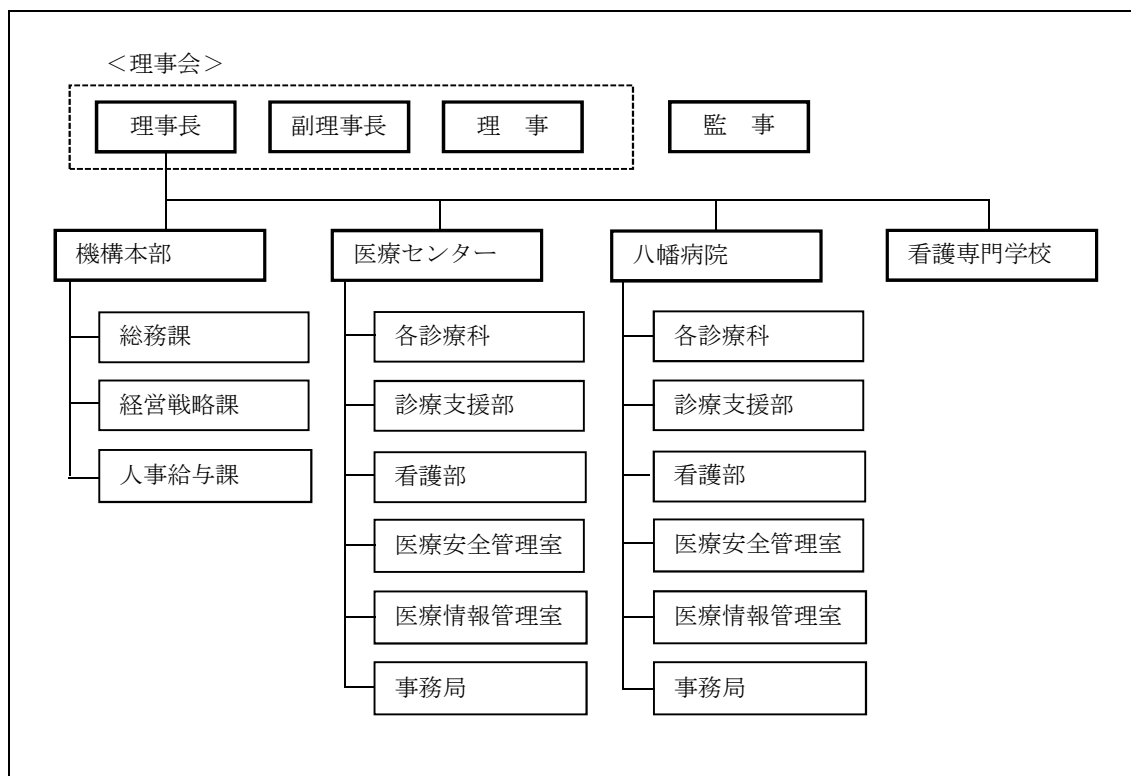 ＜理事会＞
理事長
副理事長
理　事
監　事
機構本部
総務課
経営戦略課
人事給与課
医療センター
各診療科
診療支援部
看護部
医療安全管理室
医療情報管理室
事務局
八幡病院
各診療科
診療支援部
看護部
医療安全管理室
医療情報管理室
事務局
看護専門学校